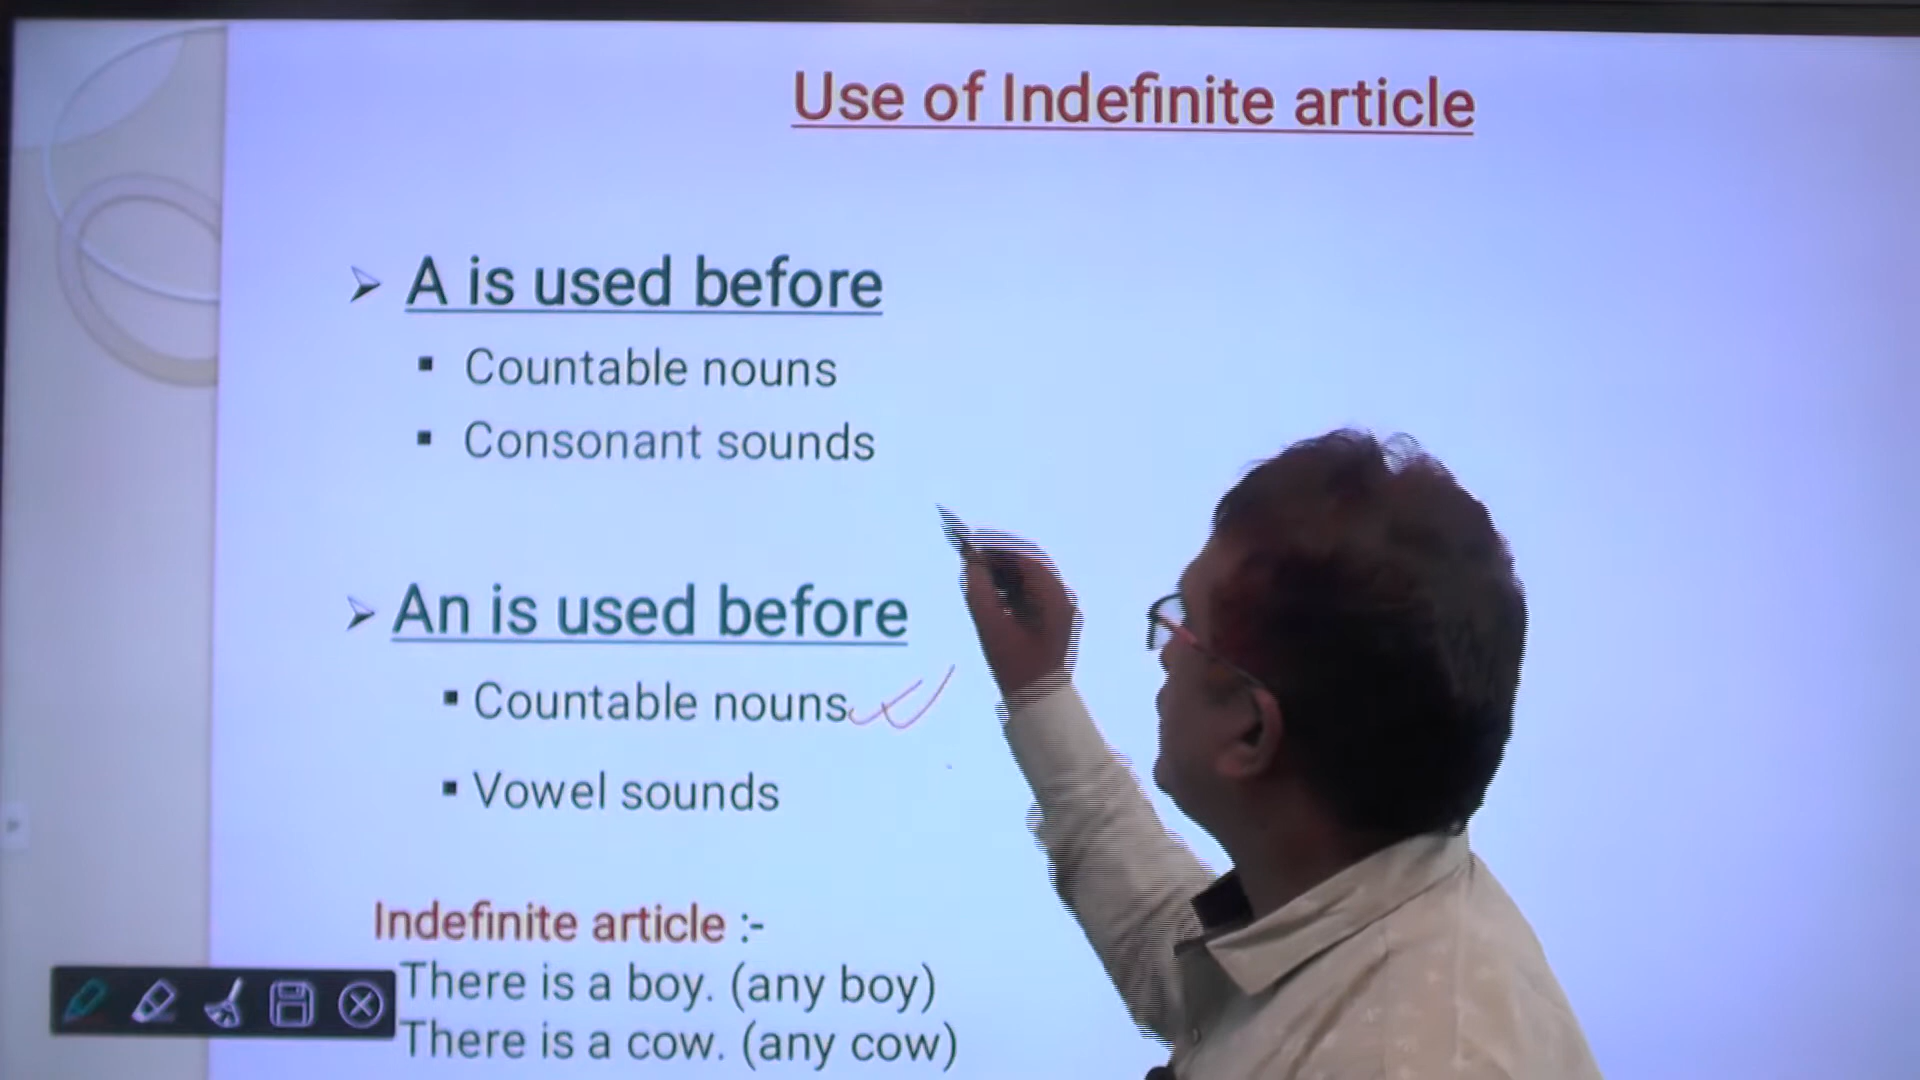 Use of Indefinite article
A is used before
Countable nouns
Consonant sounds
An is used before
Countable nouns
Vowel sounds
Indefinite article :-
There is a boy. (any boy)
There is a cow. (any cow)